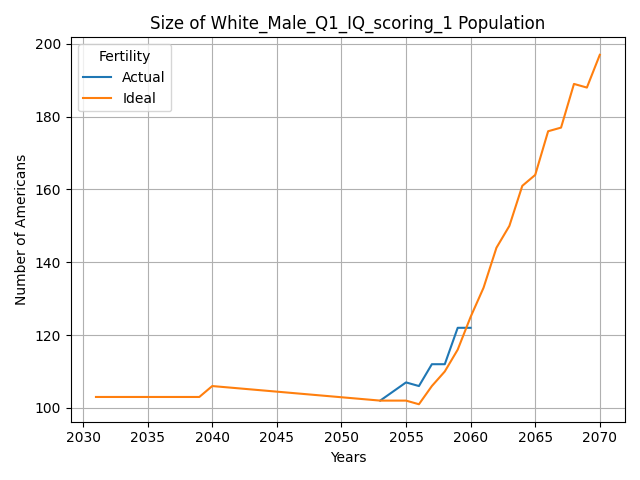 Size of White_Male_Q1_IQ_scoring_1 Population
Fertility
Actual
Ideal
Number of Americans
200
180
160
140
120
100
2030 2035 2040 2045 2050 2055 2060 2065 2070
Years